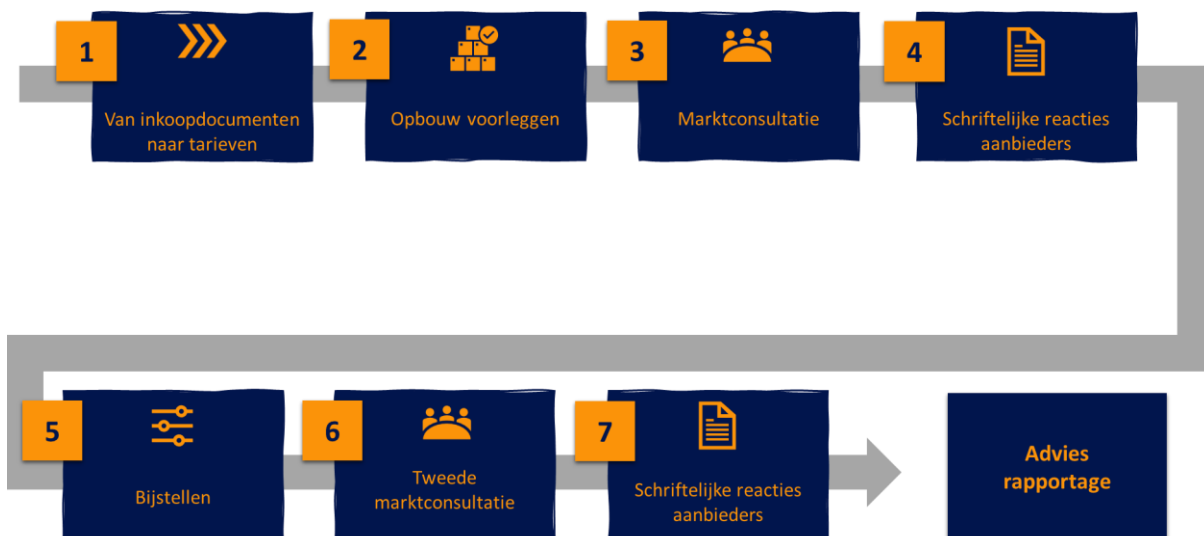 1
Van inkoopdocumenten
naar tarieven
2
Opbouw voorleggen
3
Marktconsultatie
4
Schriftelijke reacties
aanbieders
5
Bijstellen
6
Tweede
marktconsultatie
7
Schriftelijke reacties
aanbieders
Advies
rapportage